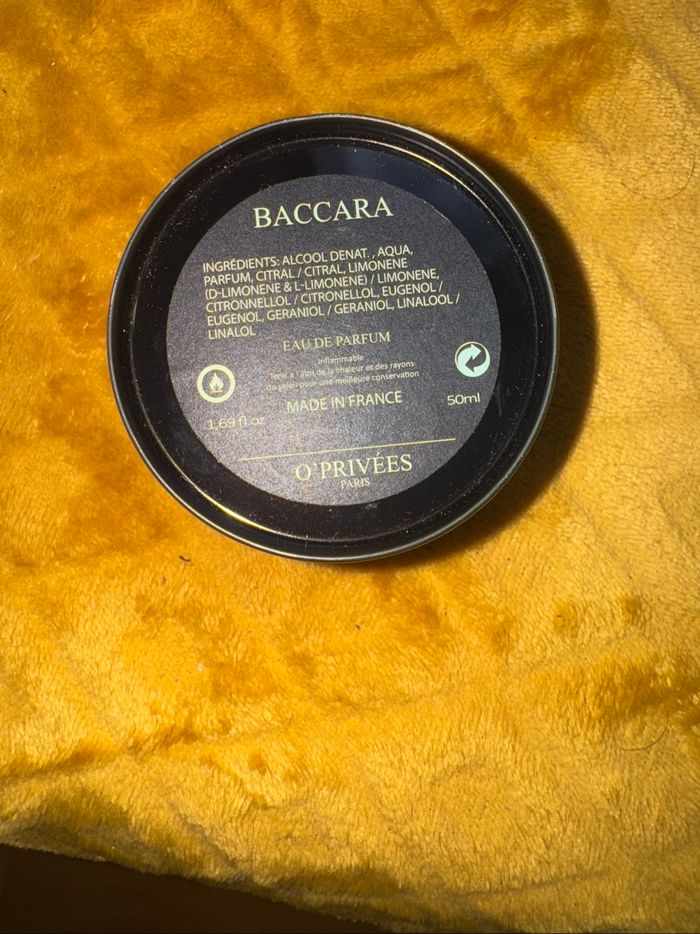 BACCARA
INGRÉDIENTS: ALCOOL DENAT. , AQUA,
PARFUM, CITRAL / CITRAL, LIMONENE
(D-LIMONENE & L-LIMONENE) / LIMONENE,
CITRONNELLOL / CITRONELLOL, EUGENOL /
EUGENOL, GERANIOL / GERANIOL, LINALOOL /
LINALOL
EAU DE PARFUM
Inflammable
Tenir à l'abri de la chaleur et des rayons
du soleil pour une meilleure conservation
MADE IN FRANCE
1,69 fl.oz
50ml
O'PRIVÉES
PARIS